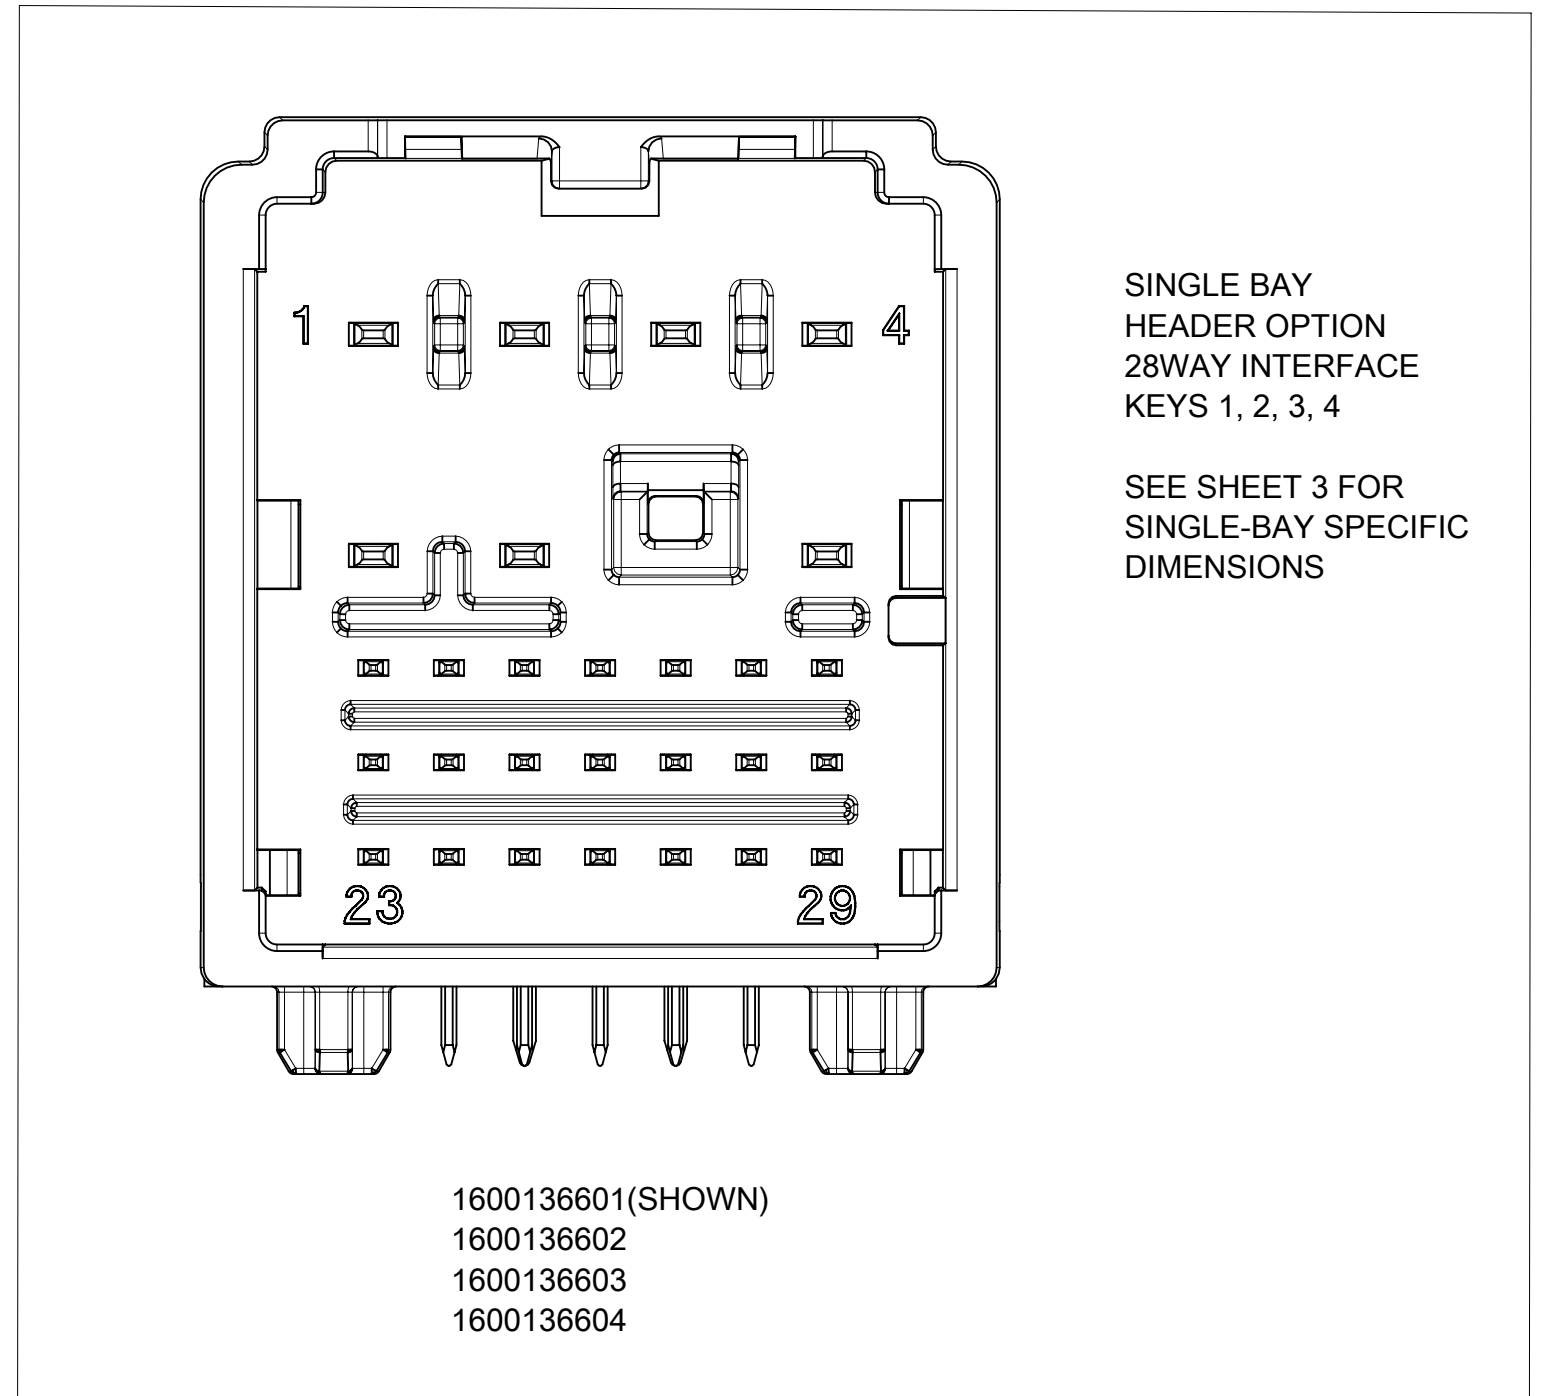 1
4
SINGLE BAY
HEADER OPTION
28WAY INTERFACE
KEYS 1, 2, 3, 4
SEE SHEET 3 FOR
SINGLE-BAY SPECIFIC
DIMENSIONS
23
29
1600136601(SHOWN)
1600136602
1600136603
1600136604